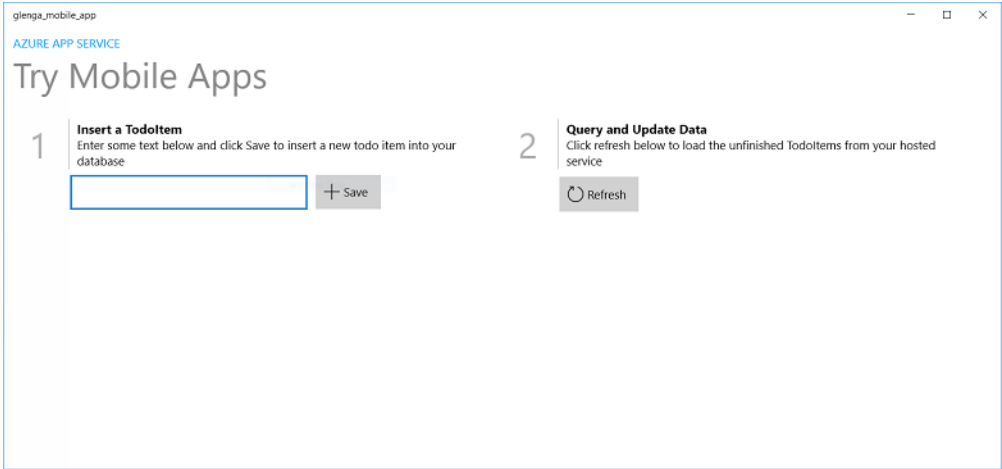 glenga_mobile_app
AZURE APP SERVICE
Try Mobile Apps
1
Insert a TodoItem
Enter some text below and click Save to insert a new todo item into your
database
Save
2
Query and Update Data
Click refresh below to load the unfinished TodoItems from your hosted
service
Refresh